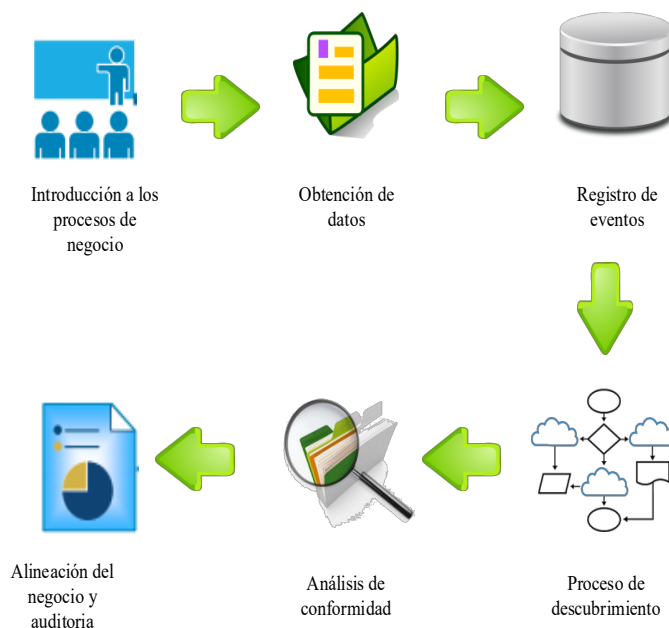 Introducción a los
procesos de
negocio
Obtención de
datos
Registro de
eventos
Alineación del
negocio y
auditoria
Análisis de
conformidad
Proceso de
descubrimiento